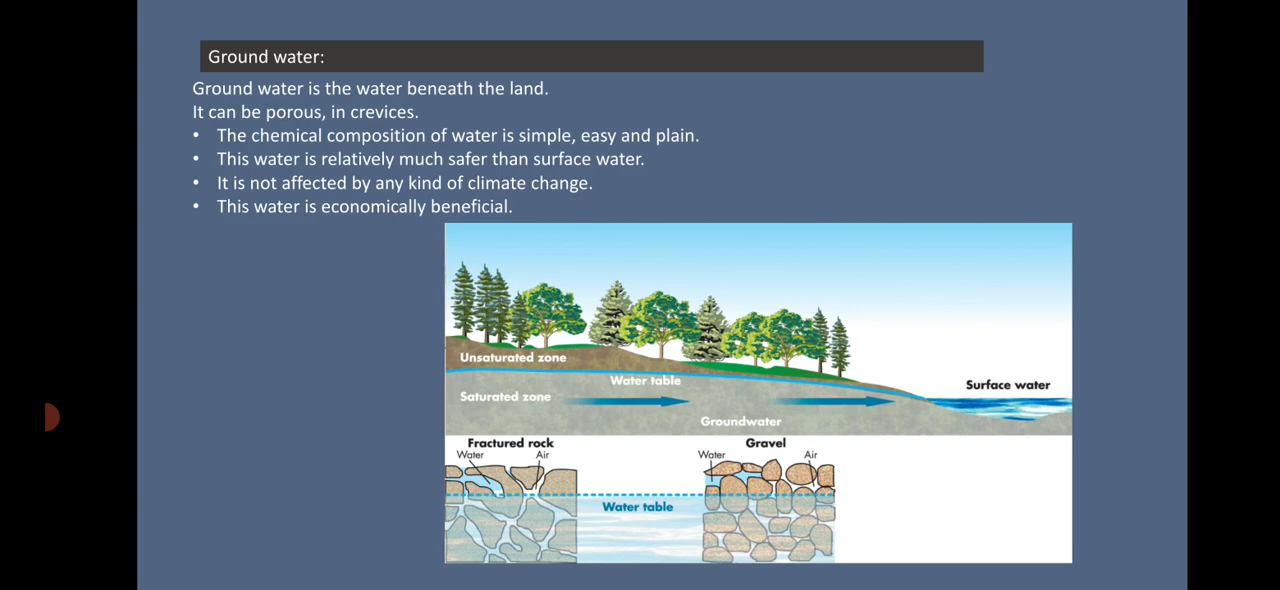 Ground water:
Ground water is the water beneath the land.
It can be porous, in crevices.
• The chemical composition of water is simple, easy and plain.
• This water is relatively much safer than surface water.
• It is not affected by any kind of climate change.
• This water is economically beneficial.
Unsaturated zone
Water table
Surface water
Saturated zone
Groundwater
Fractured rock
Gravel
Water
Air
Water
Air
Water table